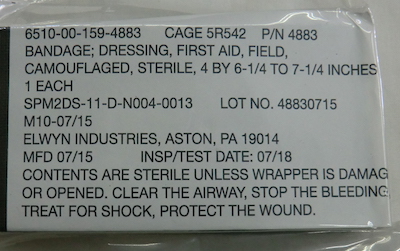 6510-00-159-4883 CAGE 5R542 P/N 4883
BANDAGE; DRESSING, FIRST AID, FIELD,
CAMOUFLAGED, STERILE, 4 BY 6-1/4 TO 7-1/4 INCHES
1 EACH
SPM2DS-11-D-N004-0013 LOT NO. 48830715
M10-07/15
ELWYN INDUSTRIES, ASTON, PA 19014
MFD 07/15 INSP/TEST DATE: 07/18
CONTENTS ARE STERILE UNLESS WRAPPER IS DAMAG
OR OPENED. CLEAR THE AIRWAY, STOP THE BLEEDING
TREAT FOR SHOCK, PROTECT THE WOUND.